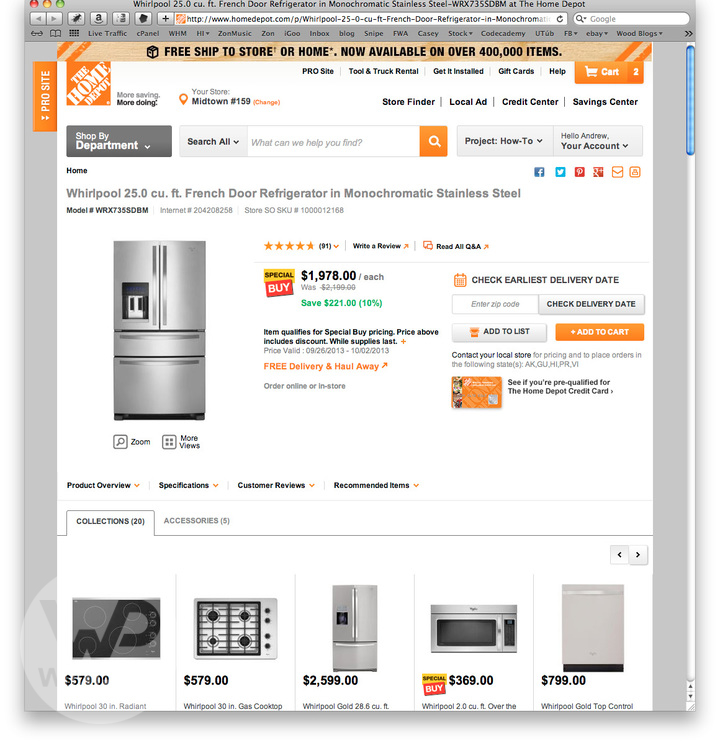 Whirlpool 25.0 cu. ft. French Door Refrigerator in Monochromatic Stainless Steel–WRX735SDBM at The Home Depot
http://www.homedepot.com/p/Whirlpool-25-0-cu-ft-French-Door-Refrigerator-in-Monochromatic
Google
Live Traffic cPanel WHM HI ZonMusic Zon iGoo Inbox blog Snipe FWA Casey Stock Codecademy UTúb FB ebay Wood Blogs
FREE SHIP TO STORE† OR HOME*. NOW AVAILABLE ON OVER 400,000 ITEMS.
PRO SITE
THE HOME DEPOT
More saving.
More doing.
PRO Site Tool & Truck Rental Get It Installed Gift Cards Help
Cart 2
Your Store:
Midtown #159 (Change)
Store Finder Local Ad Credit Center Savings Center
Shop By
Department
Search All
What can we help you find?
Project: How-To
Hello Andrew,
Your Account
Home
Whirlpool 25.0 cu. ft. French Door Refrigerator in Monochromatic Stainless Steel
Model # WRX735SDBM Internet # 204208258 Store SO SKU # 1000012168
(91) Write a Review Read All Q&A
SPECIAL BUY
$1,978.00 / each
Was $2,199.00
Save $221.00 (10%)
Item qualifies for Special Buy pricing. Price above
includes discount. While supplies last. +
Price Valid : 09/26/2013 - 10/02/2013
FREE Delivery & Haul Away
Order online or in-store
CHECK EARLIEST DELIVERY DATE
Enter zip code
CHECK DELIVERY DATE
ADD TO LIST
+ ADD TO CART
Contact your local store for pricing and to place orders in
the following state(s): AK,GU,HI,PR,VI
See if you're pre-qualified for
The Home Depot Credit Card ›
Zoom
More
Views
Product Overview Specifications Customer Reviews Recommended Items
COLLECTIONS (20) ACCESSORIES (5)
$579.00
Whirlpool 30 in. Radiant
$579.00
Whirlpool 30 in. Gas Cooktop
$2,599.00
Whirlpool Gold 28.6 cu. ft.
SPECIAL BUY
$369.00
Whirlpool 2.0 cu. ft. Over the
$799.00
Whirlpool Gold Top Control